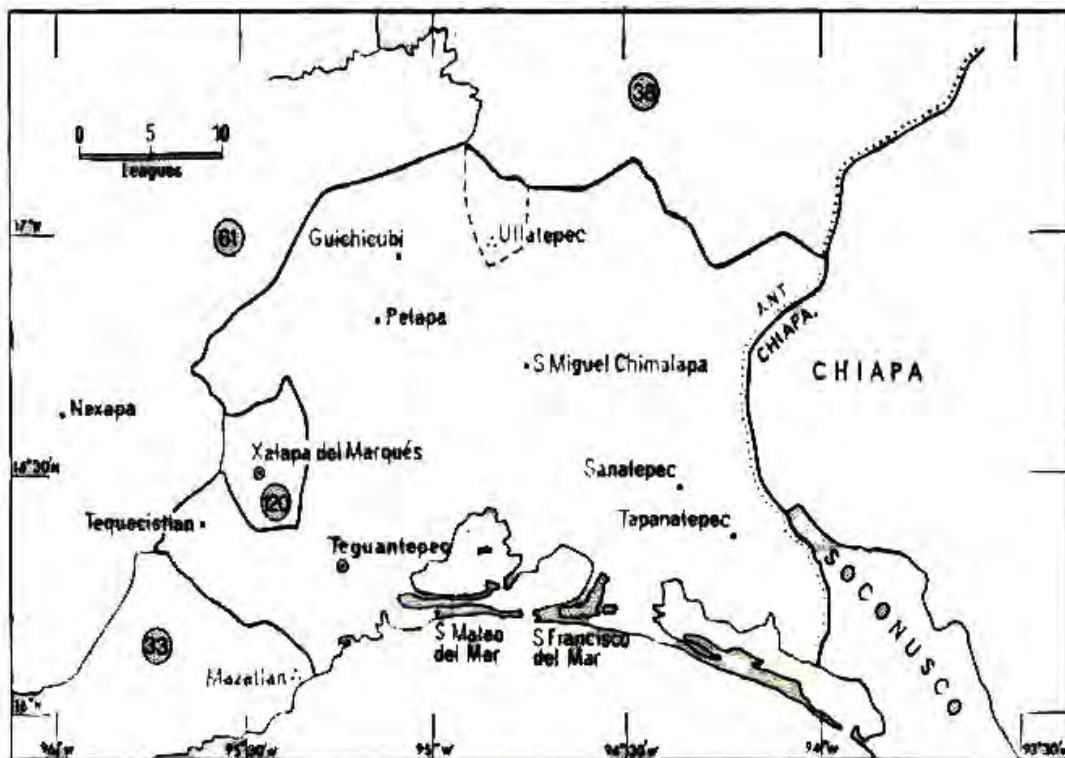 38
0 5 10
Leagues
17°W
61
Guichicubi
Ullatepec
Petapa
ANT.
CHIAPA.
S Miguel Chimalapa
CHIAPA
Nexapa
Xalapa del Marqués
16°30'N
120
Sanatepec
Tequecistlan
Tapanatepec
Teguantepec
SOCONUSCO
S Mateo
del Mar
S Francisco
del Mar
33
Mazatlan
16°N
96°W 95°30'W 95°W 94°30'W 94°W 93°30'W